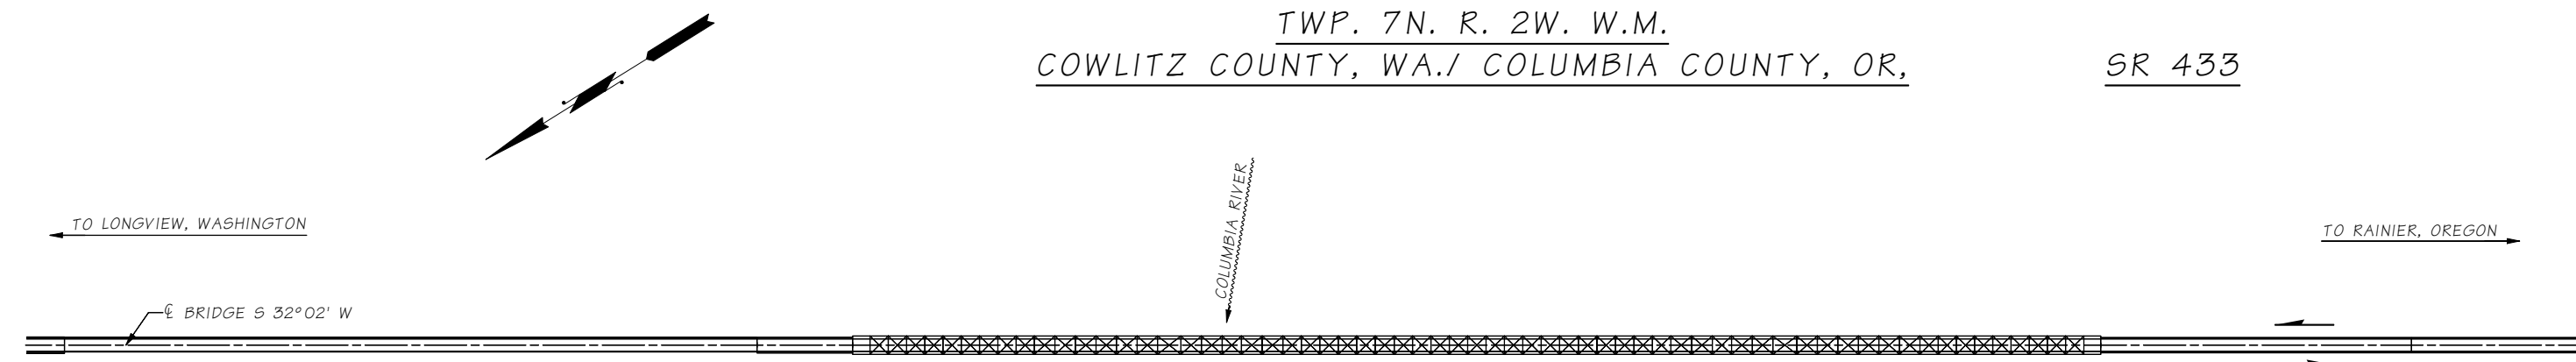 TWP. 7N. R. 2W. W.M.
COWLITZ COUNTY, WA./ COLUMBIA COUNTY, OR,
SR 433
COLUMBIA RIVER
TO LONGVIEW, WASHINGTON
TO RAINIER, OREGON
℄ BRIDGE S 32°02' W